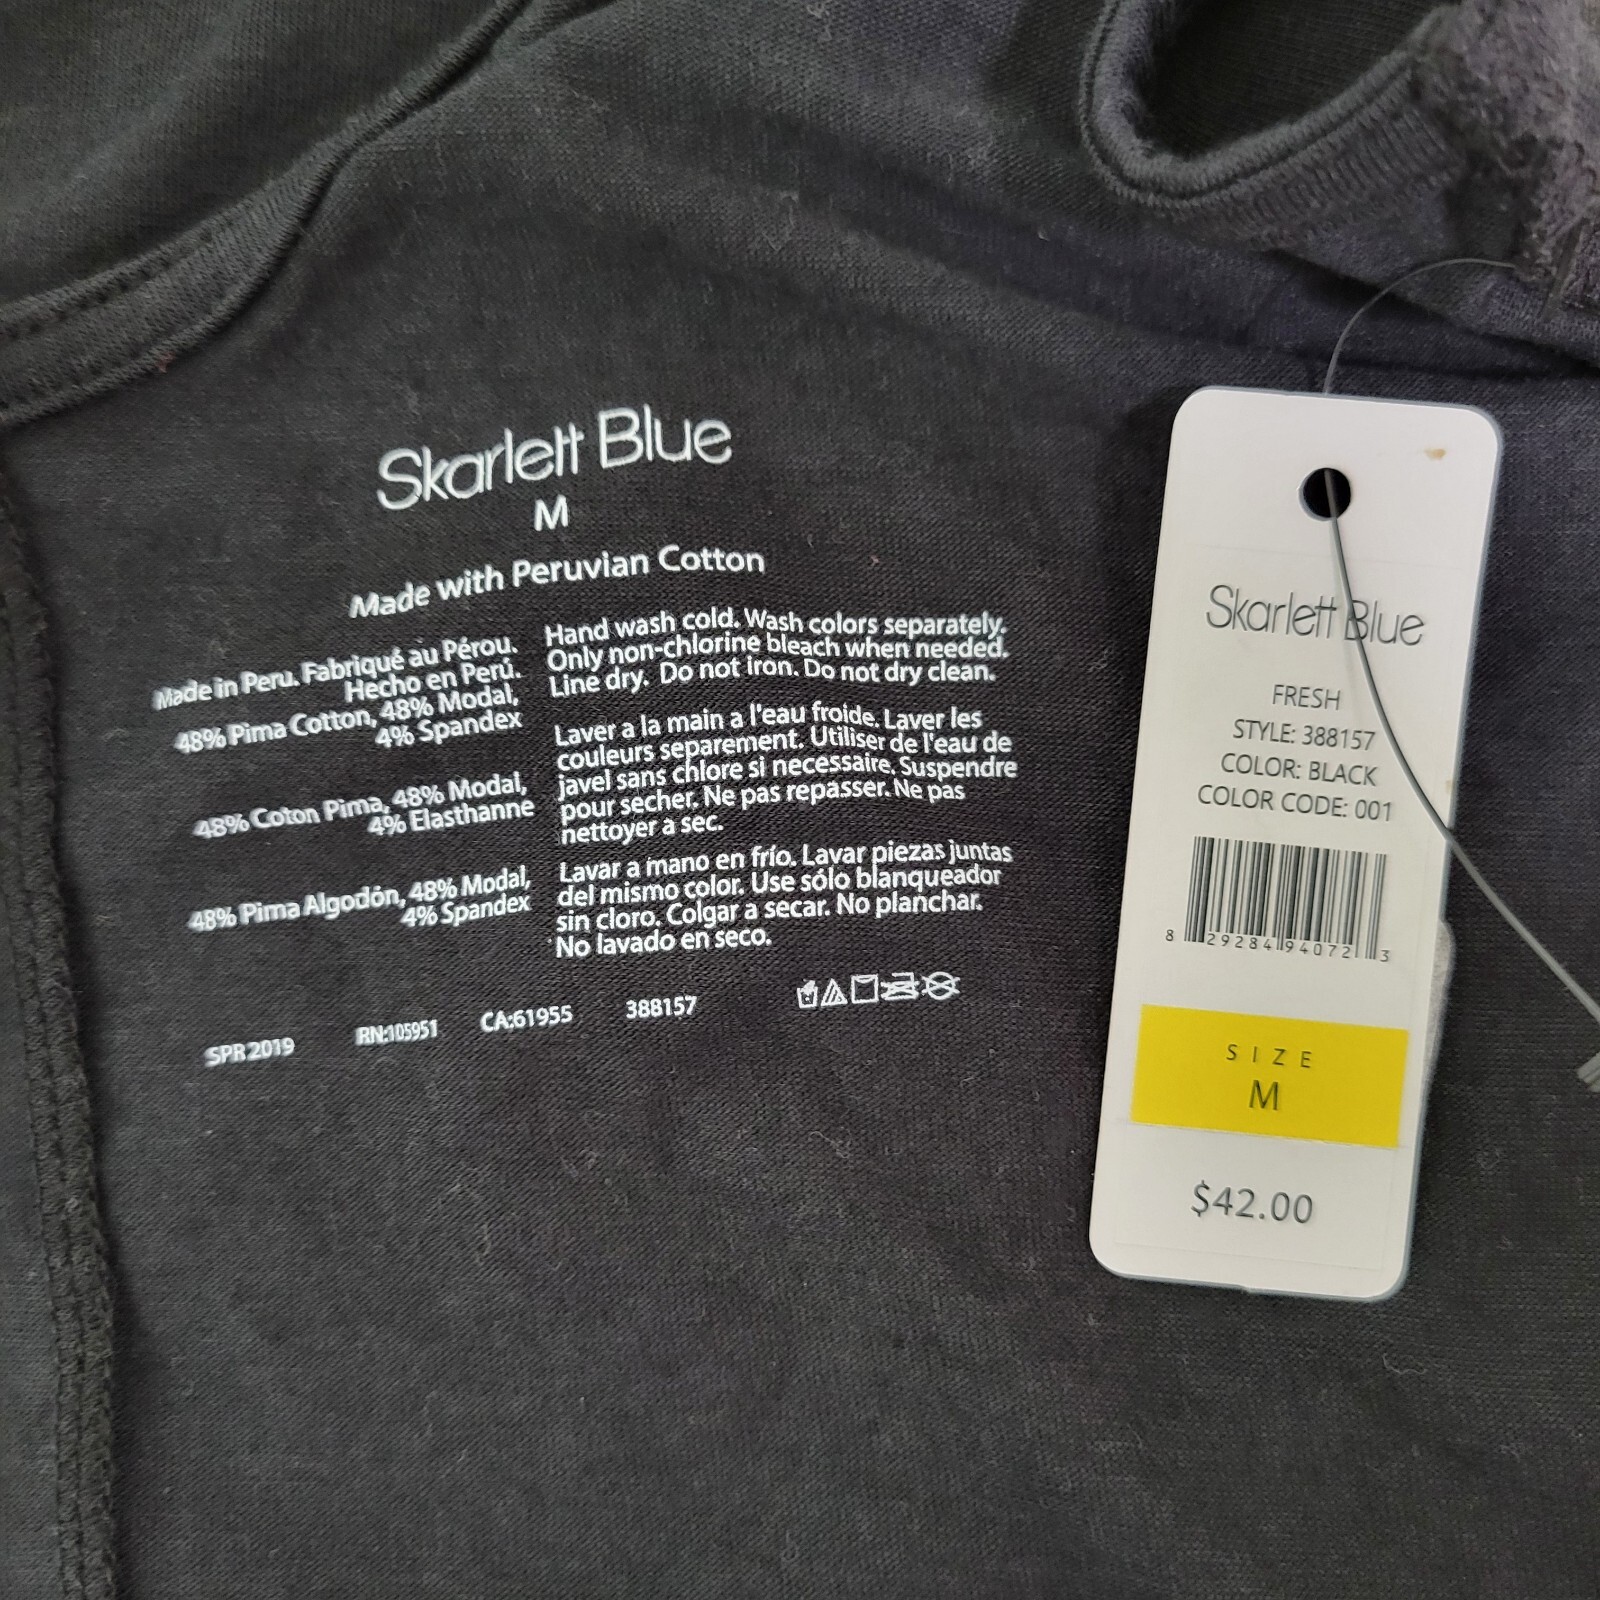 Skarlett Blue
M
Made with Peruvian Cotton
Made in Peru. Fabriqué au Pérou.
Hecho en Perú.
48% Pima Cotton, 48% Modal,
4% Spandex
48% Coton Pima, 48% Modal,
4% Elasthanne
48% Pima Algodón, 48% Modal,
4% Spandex
Hand wash cold. Wash colors separately.
Only non-chlorine bleach when needed.
Line dry. Do not iron. Do not dry clean.
Laver a la main a l'eau froide. Laver les
couleurs separement. Utiliser de l'eau de
javel sans chlore si necessaire. Suspendre
pour secher. Ne pas repasser. Ne pas
nettoyer a sec.
Lavar a mano en frío. Lavar piezas juntas
del mismo color. Use sólo blanqueador
sin cloro. Colgar a secar. No planchar.
No lavado en seco.
SPR 2019 RN:105951 CA:61955 388157
Skarlett Blue
FRESH
STYLE: 388157
COLOR: BLACK
COLOR CODE: 001
8 29284 94072 3
SIZE
M
$42.00